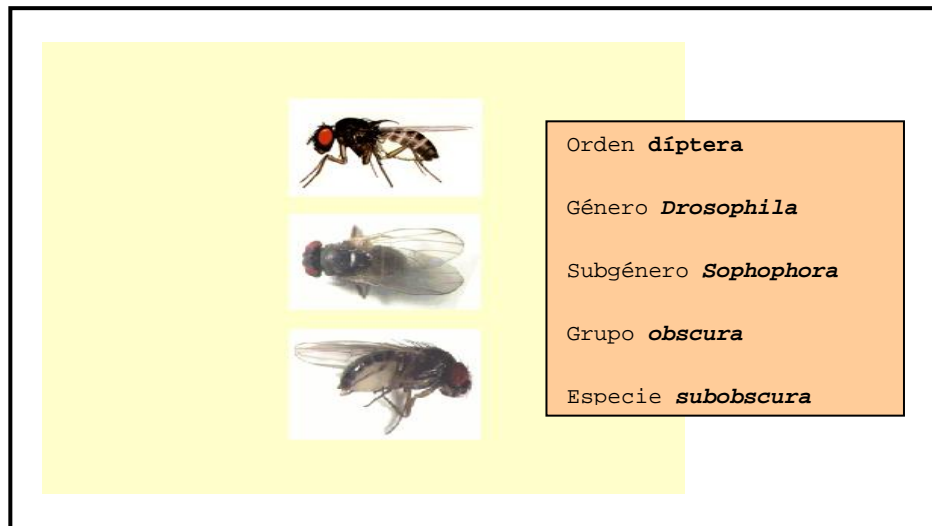 Orden díptera
Género Drosophila
Subgénero Sophophora
Grupo obscura
Especie subobscura